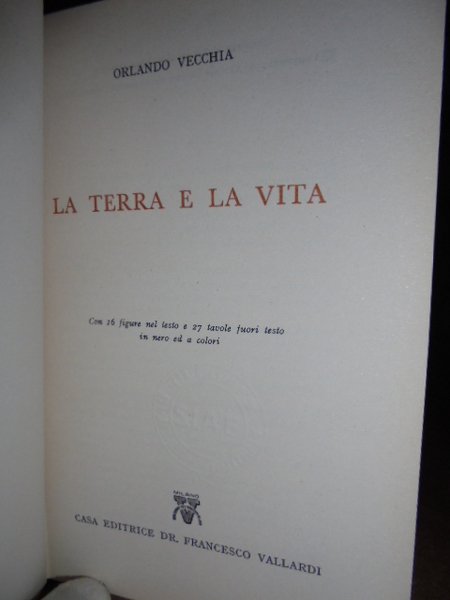 ORLANDO VECCHIA
LA TERRA E LA VITA
Con 26 figure nel testo e 27 tavole fuori testo
in nero ed a colori
MILANO
CASA EDITRICE DR. FRANCESCO VALLARDI